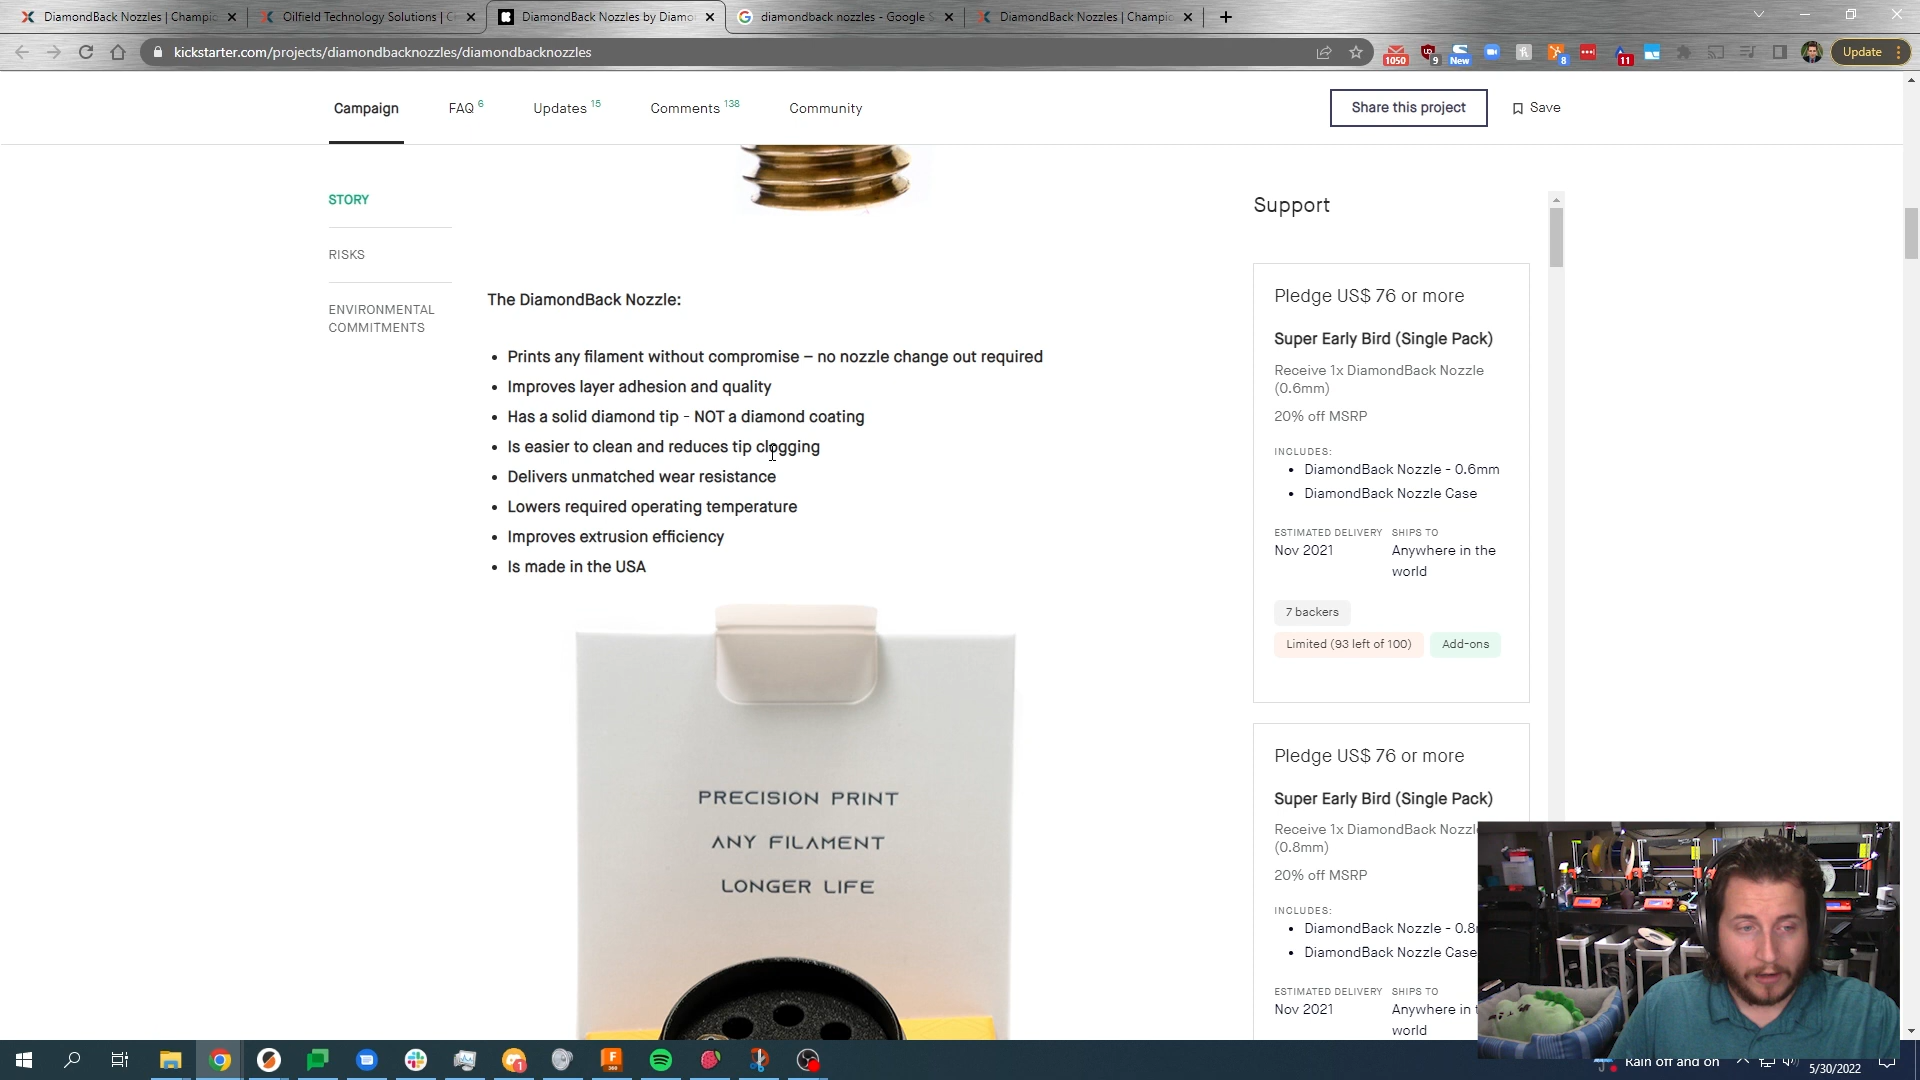 DiamondBack Nozzles | Champio
Oilfield Technology Solutions | C
DiamondBack Nozzles by Diamo
diamondback nozzles - Google S
DiamondBack Nozzles | Champio
kickstarter.com/projects/diamondbacknozzles/diamondbacknozzles
1050
9
New
8
11
Update
Campaign
FAQ 6
Updates 15
Comments 138
Community
Share this project
Save
STORY
RISKS
ENVIRONMENTAL
COMMITMENTS
The DiamondBack Nozzle:
• Prints any filament without compromise – no nozzle change out required
• Improves layer adhesion and quality
• Has a solid diamond tip - NOT a diamond coating
• Is easier to clean and reduces tip clogging
• Delivers unmatched wear resistance
• Lowers required operating temperature
• Improves extrusion efficiency
• Is made in the USA
PRECISION PRINT
ANY FILAMENT
LONGER LIFE
Support
Pledge US$ 76 or more
Super Early Bird (Single Pack)
Receive 1x DiamondBack Nozzle
(0.6mm)
20% off MSRP
INCLUDES:
• DiamondBack Nozzle - 0.6mm
• DiamondBack Nozzle Case
ESTIMATED DELIVERY SHIPS TO
Nov 2021 Anywhere in the
world
7 backers
Limited (93 left of 100) Add-ons
Pledge US$ 76 or more
Super Early Bird (Single Pack)
Receive 1x DiamondBack Nozzl
(0.8mm)
20% off MSRP
INCLUDES:
• DiamondBack Nozzle - 0.8
• DiamondBack Nozzle Case
ESTIMATED DELIVERY SHIPS TO
Nov 2021 Anywhere in
world
Rain off and on
5/30/2022